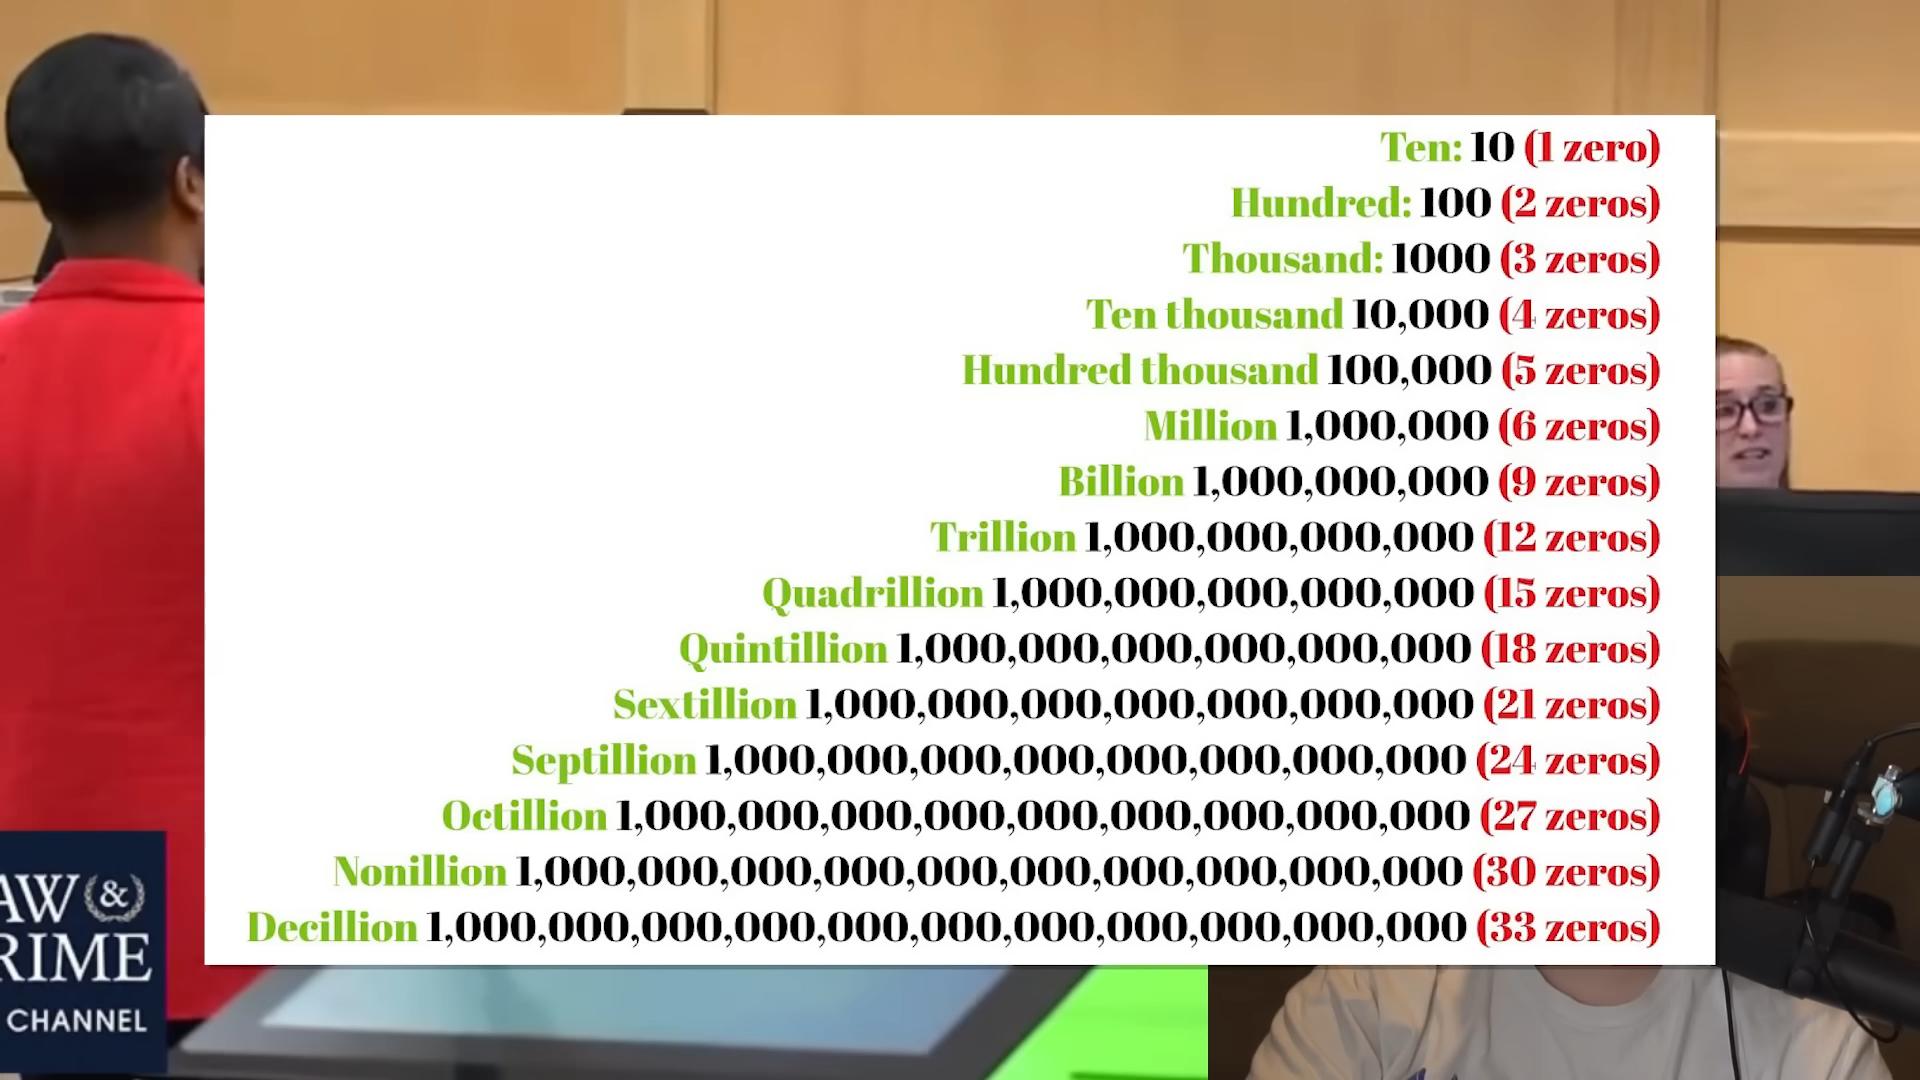 Ten: 10 (1 zero)
Hundred: 100 (2 zeros)
Thousand: 1000 (3 zeros)
Ten thousand 10,000 (4 zeros)
Hundred thousand 100,000 (5 zeros)
Million 1,000,000 (6 zeros)
Billion 1,000,000,000 (9 zeros)
Trillion 1,000,000,000,000 (12 zeros)
Quadrillion 1,000,000,000,000,000 (15 zeros)
Quintillion 1,000,000,000,000,000,000 (18 zeros)
Sextillion 1,000,000,000,000,000,000,000 (21 zeros)
Septillion 1,000,000,000,000,000,000,000,000 (24 zeros)
Octillion 1,000,000,000,000,000,000,000,000,000 (27 zeros)
Nonillion 1,000,000,000,000,000,000,000,000,000,000 (30 zeros)
Decillion 1,000,000,000,000,000,000,000,000,000,000,000 (33 zeros)
AW &
RIME
CHANNEL